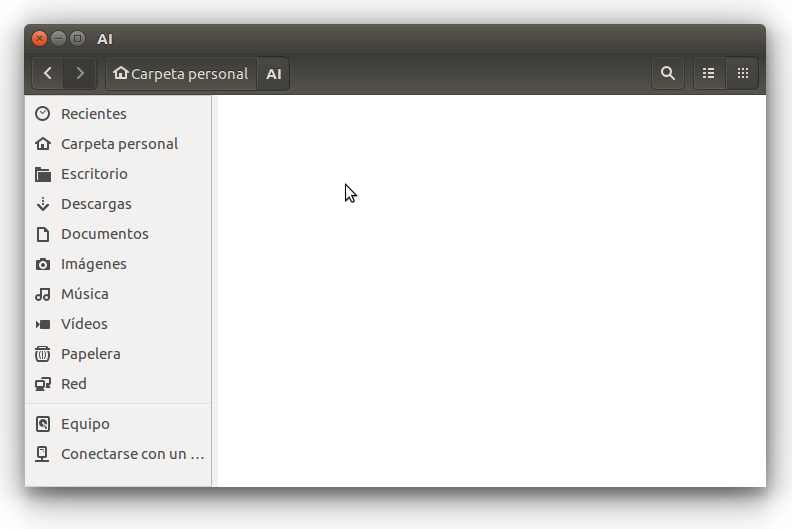 AI
Carpeta personal AI
Recientes
Carpeta personal
Escritorio
Descargas
Documentos
Imágenes
Música
Vídeos
Papelera
Red
Equipo
Conectarse con un …